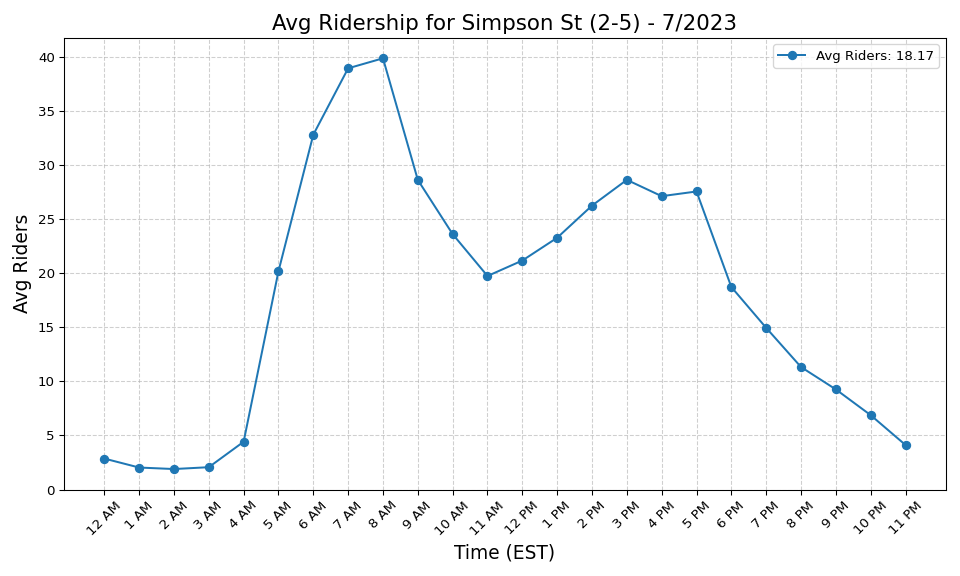 Avg Ridership for Simpson St (2-5) - 7/2023
Avg Riders: 18.17
Avg Riders
40
35
30
25
20
15
10
5
0
12 AM
1 AM
2 AM
3 AM
4 AM
5 AM
6 AM
7 AM
8 AM
9 AM
10 AM
11 AM
12 PM
1 PM
2 PM
3 PM
4 PM
5 PM
6 PM
7 PM
8 PM
9 PM
10 PM
11 PM
Time (EST)